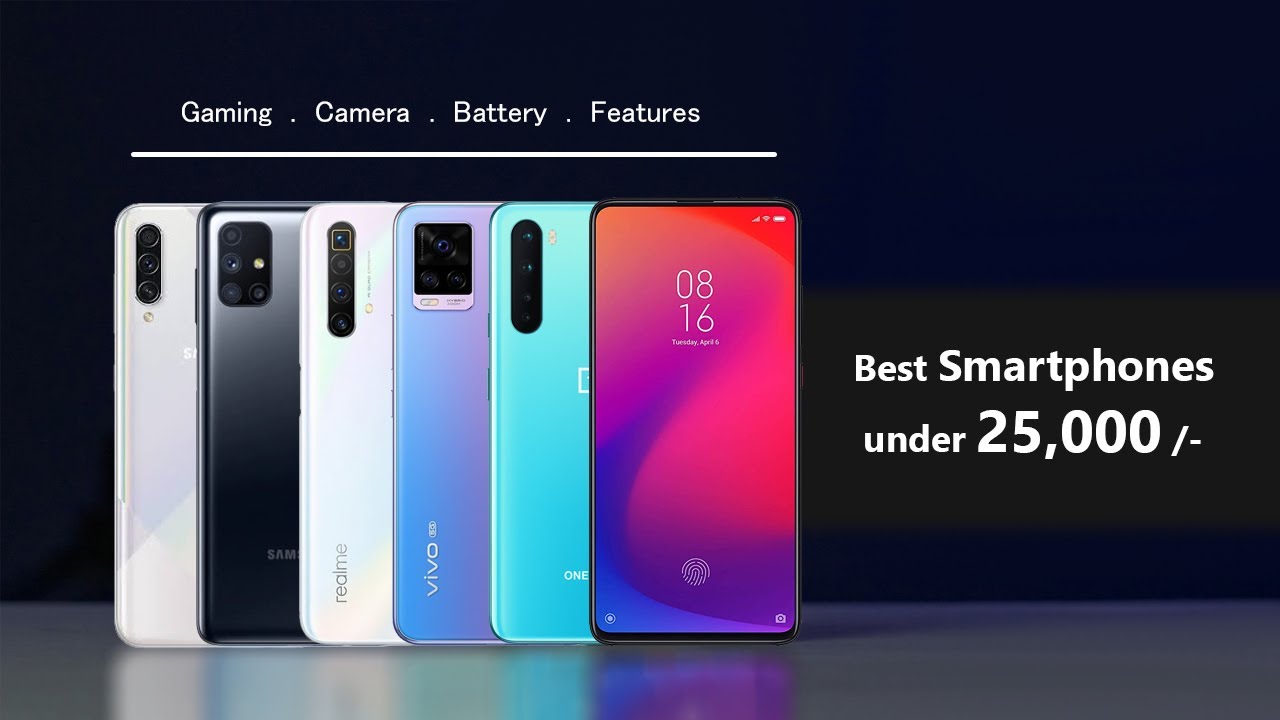 Gaming . Camera . Battery . Features
08
16
Tuesday, April 6
Best Smartphones
under 25,000 /-
SAMS
realme
vivo 5G
ONE